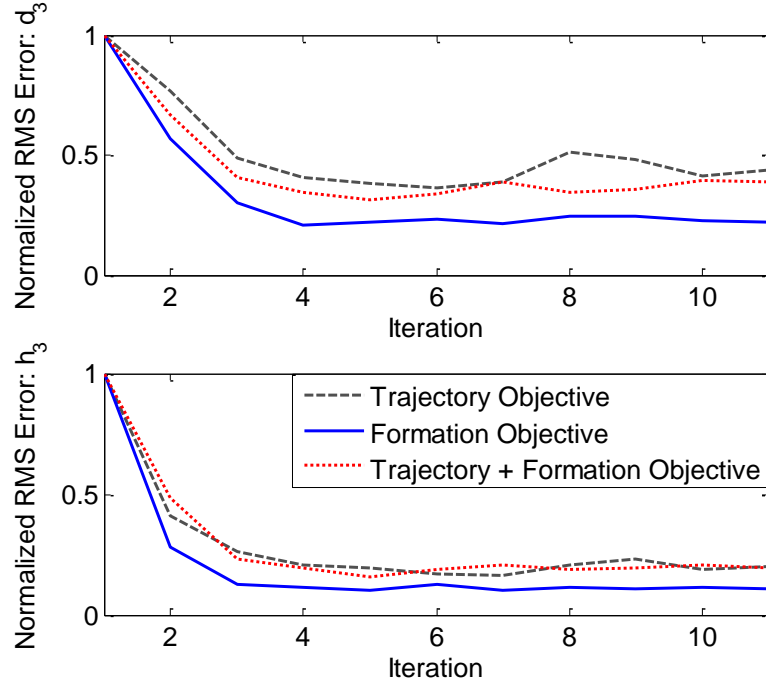 Normalized RMS Error: d3
1
0.5
0
2
4
6
8
10
Iteration
Normalized RMS Error: h3
1
0.5
0
Trajectory Objective
Formation Objective
Trajectory + Formation Objective
2
4
6
8
10
Iteration